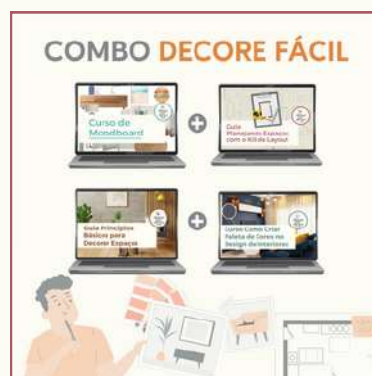 COMBO DECORE FÁCIL
Curso de
Moodboard
Guia
Planejando Espaços
com o Kit de Layout
Guia Princípios
Básicos para
Decorar Espaços
Curso Como Criar
Paleta de Cores no
Design de Interiores